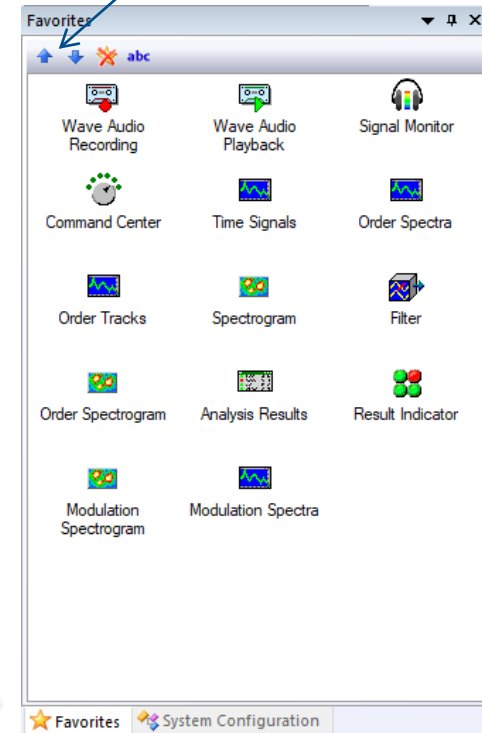 Favorites
abc
Wave Audio Recording
Wave Audio Playback
Signal Monitor
Command Center
Time Signals
Order Spectra
Order Tracks
Spectrogram
Filter
Order Spectrogram
Analysis Results
Result Indicator
Modulation Spectrogram
Modulation Spectra
Favorites
System Configuration